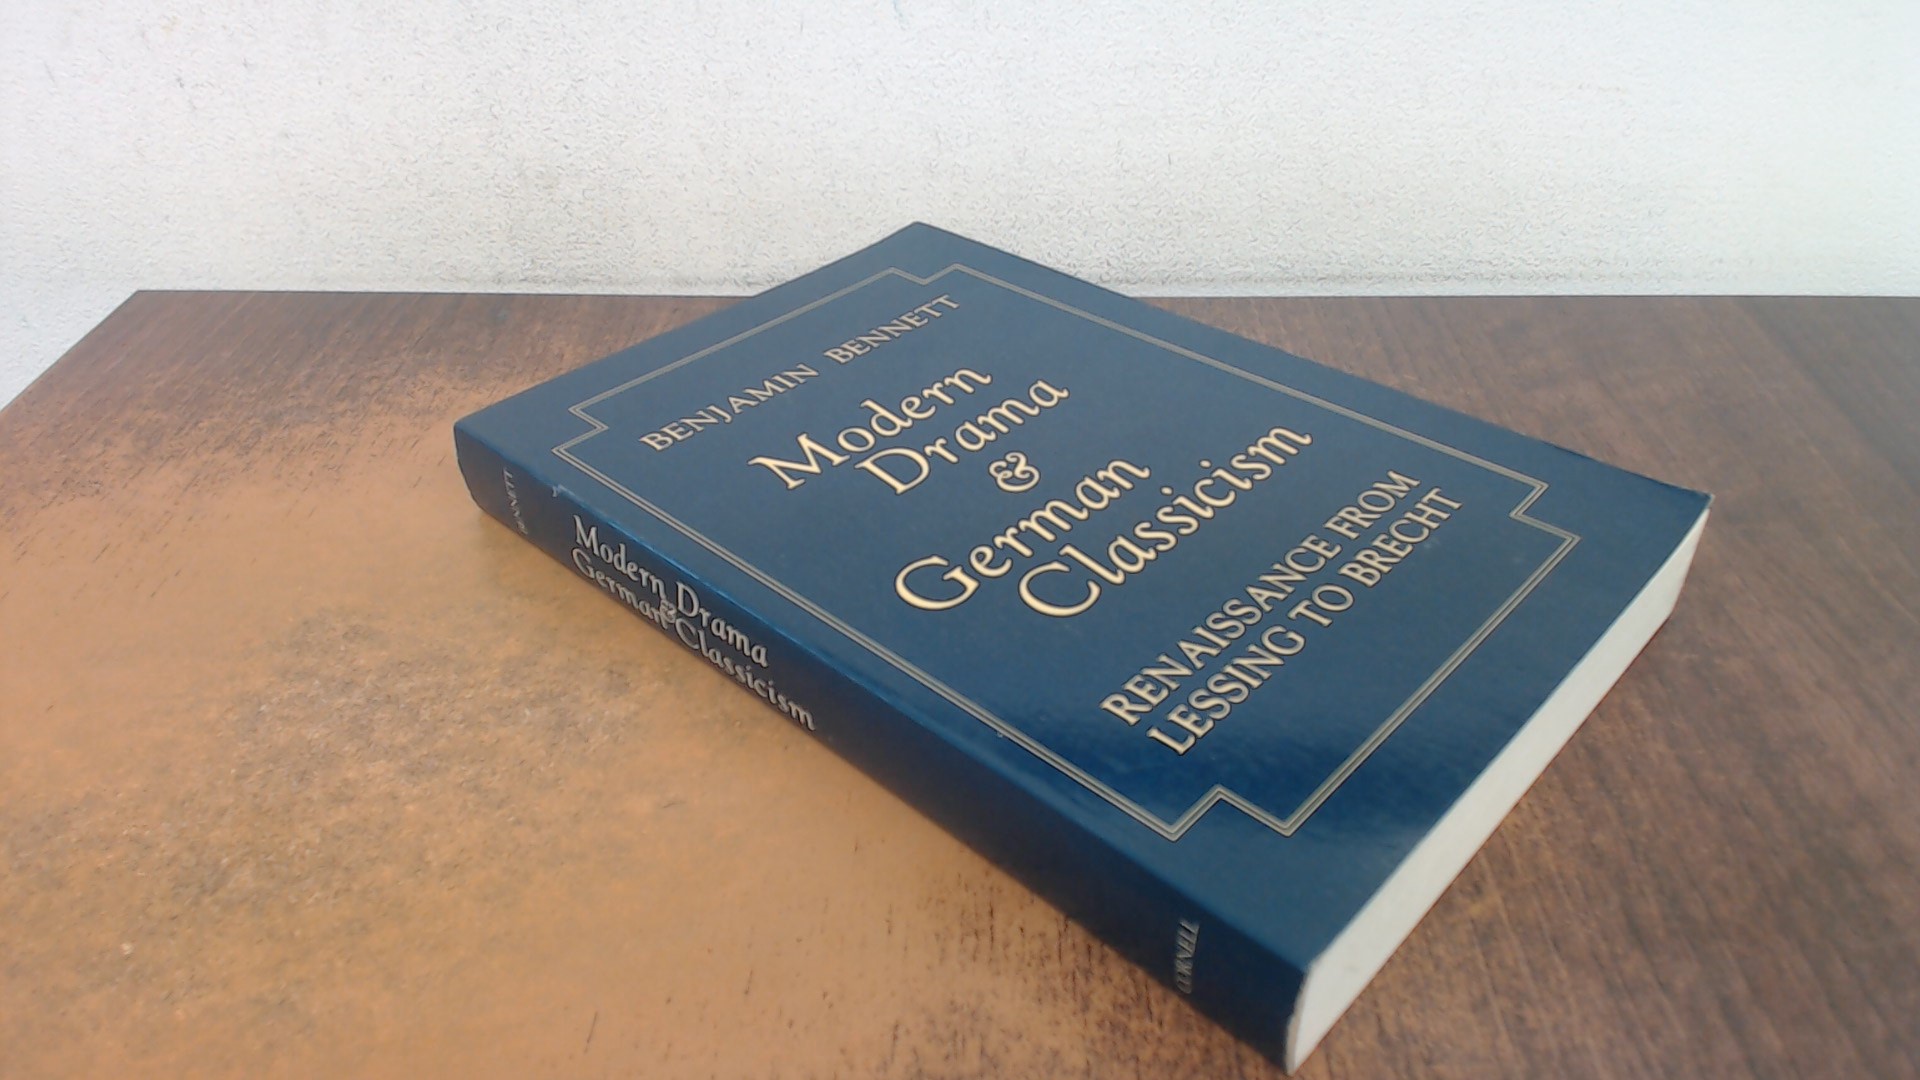 BENJAMIN BENNETT
Modern
Drama
&
German
Classicism
RENAISSANCE FROM
LESSING TO BRECHT
BENNETT
Modern Drama
&
German Classicism
CORNELL